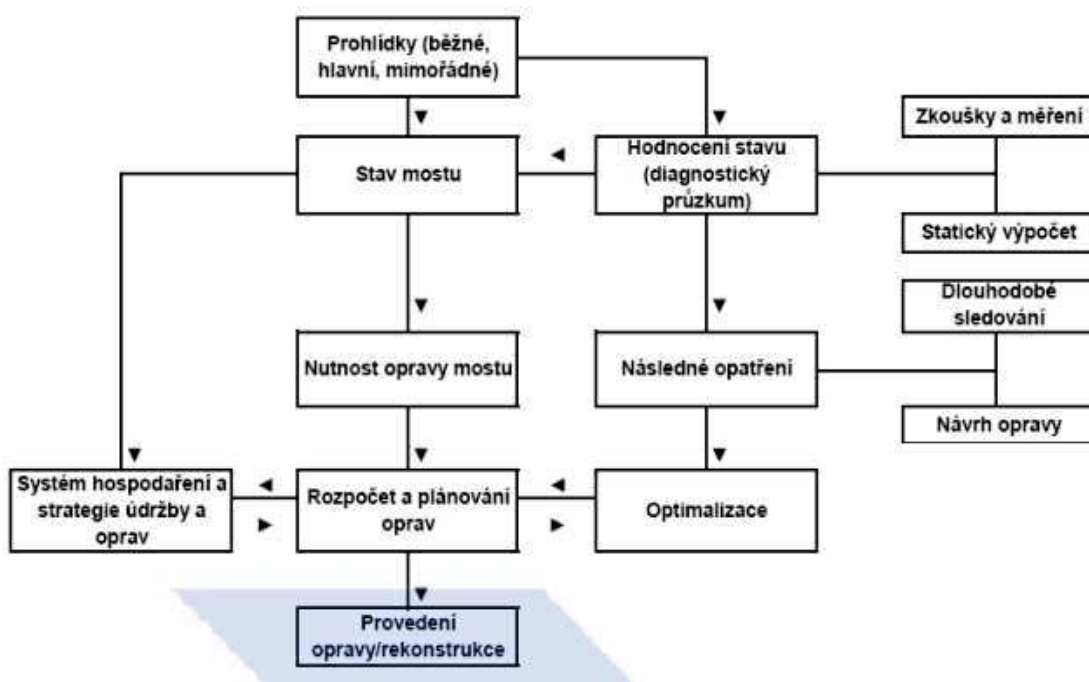 Prohlídky (běžné,
hlavní, mimořádné)
Zkoušky a měření
Stav mostu
Hodnocení stavu
(diagnostický
průzkum)
Statický výpočet
Dlouhodobé
sledování
Nutnost opravy mostu
Následné opatření
Návrh opravy
Systém hospodaření a
strategie údržby a
oprav
Rozpočet a plánování
oprav
Optimalizace
Provedení
opravy/rekonstrukce